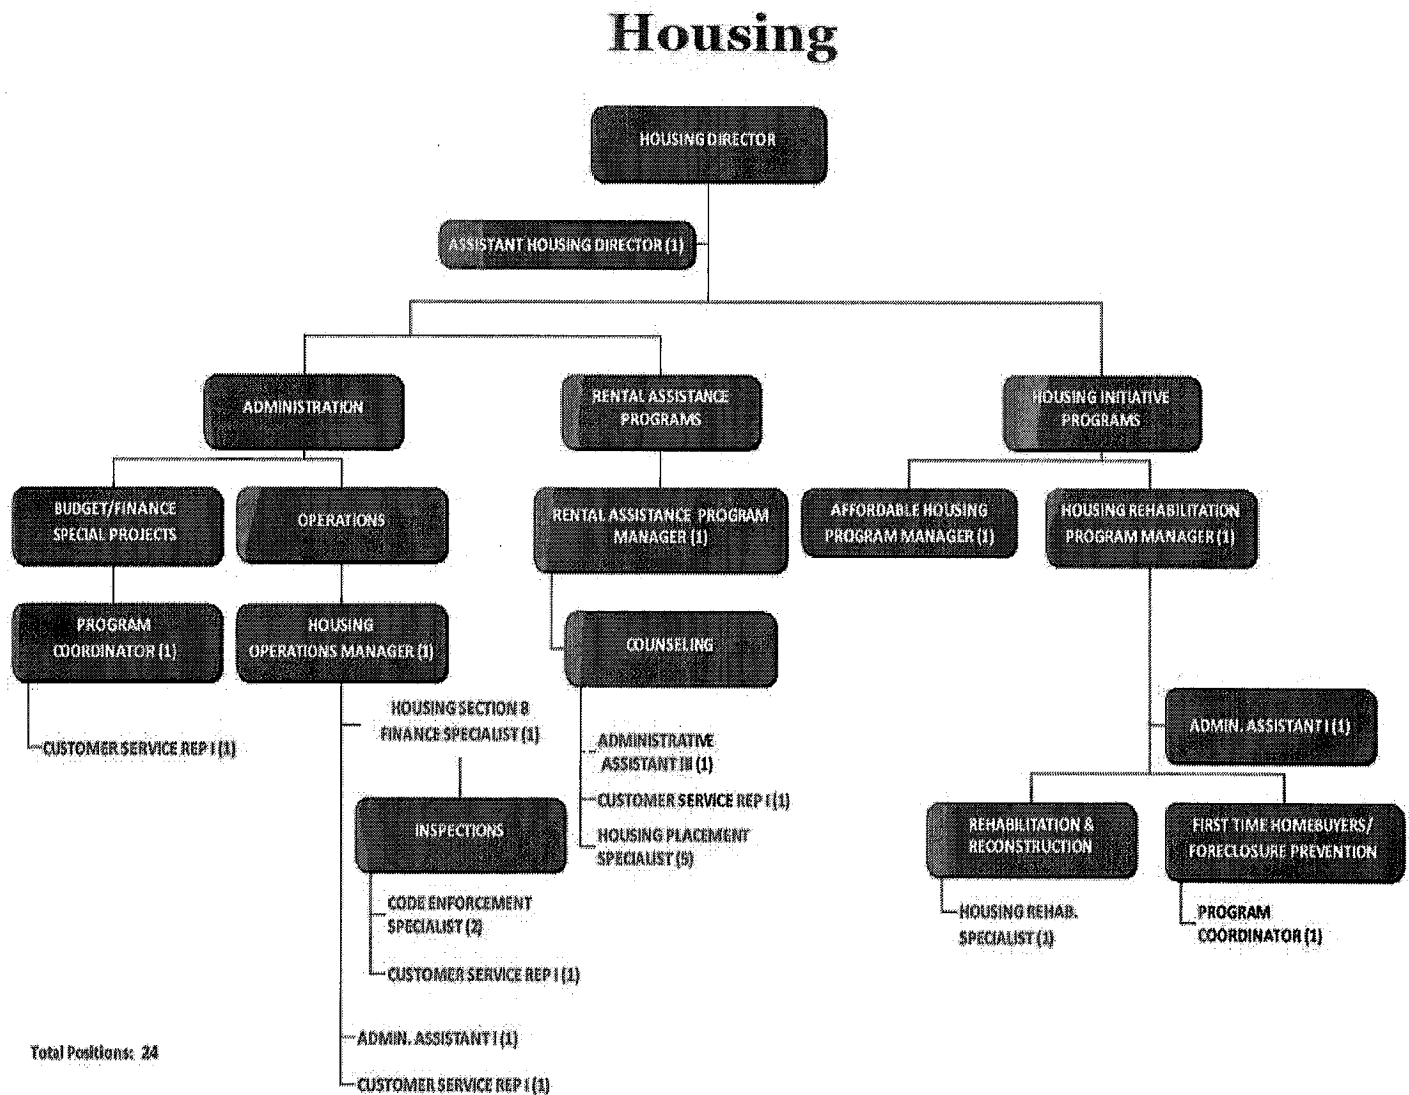 Housing
HOUSING DIRECTOR
ASSISTANT HOUSING DIRECTOR (1)
ADMINISTRATION
RENTAL ASSISTANCE
PROGRAMS
HOUSING INITIATIVE
PROGRAMS
BUDGET/FINANCE
SPECIAL PROJECTS
OPERATIONS
RENTAL ASSISTANCE PROGRAM
MANAGER (1)
AFFORDABLE HOUSING
PROGRAM MANAGER (1)
HOUSING REHABILITATION
PROGRAM MANAGER (1)
PROGRAM
COORDINATOR (1)
HOUSING
OPERATIONS MANAGER (1)
COUNSELING
CUSTOMER SERVICE REP I (1)
HOUSING SECTION 8
FINANCE SPECIALIST (1)
ADMINISTRATIVE
ASSISTANT III (1)
CUSTOMER SERVICE REP I (1)
HOUSING PLACEMENT
SPECIALIST (5)
ADMIN. ASSISTANT I (1)
INSPECTIONS
REHABILITATION &
RECONSTRUCTION
FIRST TIME HOMEBUYERS/
FORECLOSURE PREVENTION
CODE ENFORCEMENT
SPECIALIST (2)
CUSTOMER SERVICE REP I (1)
HOUSING REHAB.
SPECIALIST (1)
PROGRAM
COORDINATOR (1)
ADMIN. ASSISTANT I (1)
CUSTOMER SERVICE REP I (1)
Total Positions: 24